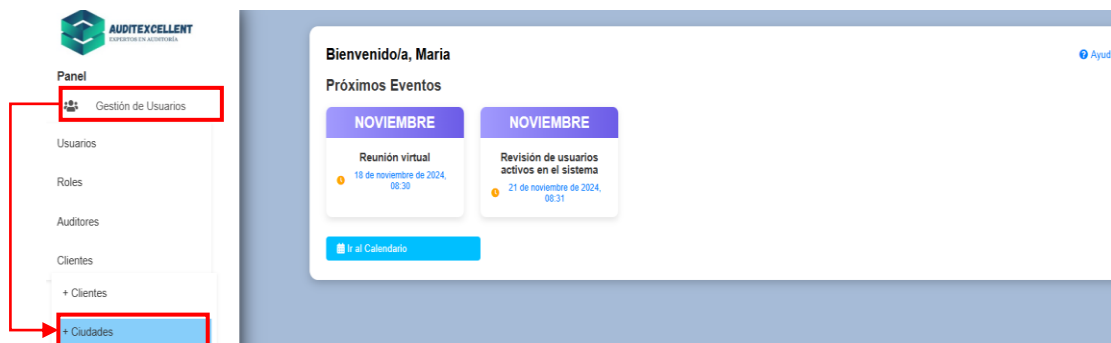 AUDITEXCELLENT
EXPERTOS EN AUDITORÍA
Panel
Gestión de Usuarios
Usuarios
Roles
Auditores
Clientes
+ Clientes
+ Ciudades
Bienvenido/a, Maria
Ayud
Próximos Eventos
NOVIEMBRE
Reunión virtual
18 de noviembre de 2024,
08:30
NOVIEMBRE
Revisión de usuarios
activos en el sistema
21 de noviembre de 2024,
08:31
Ir al Calendario